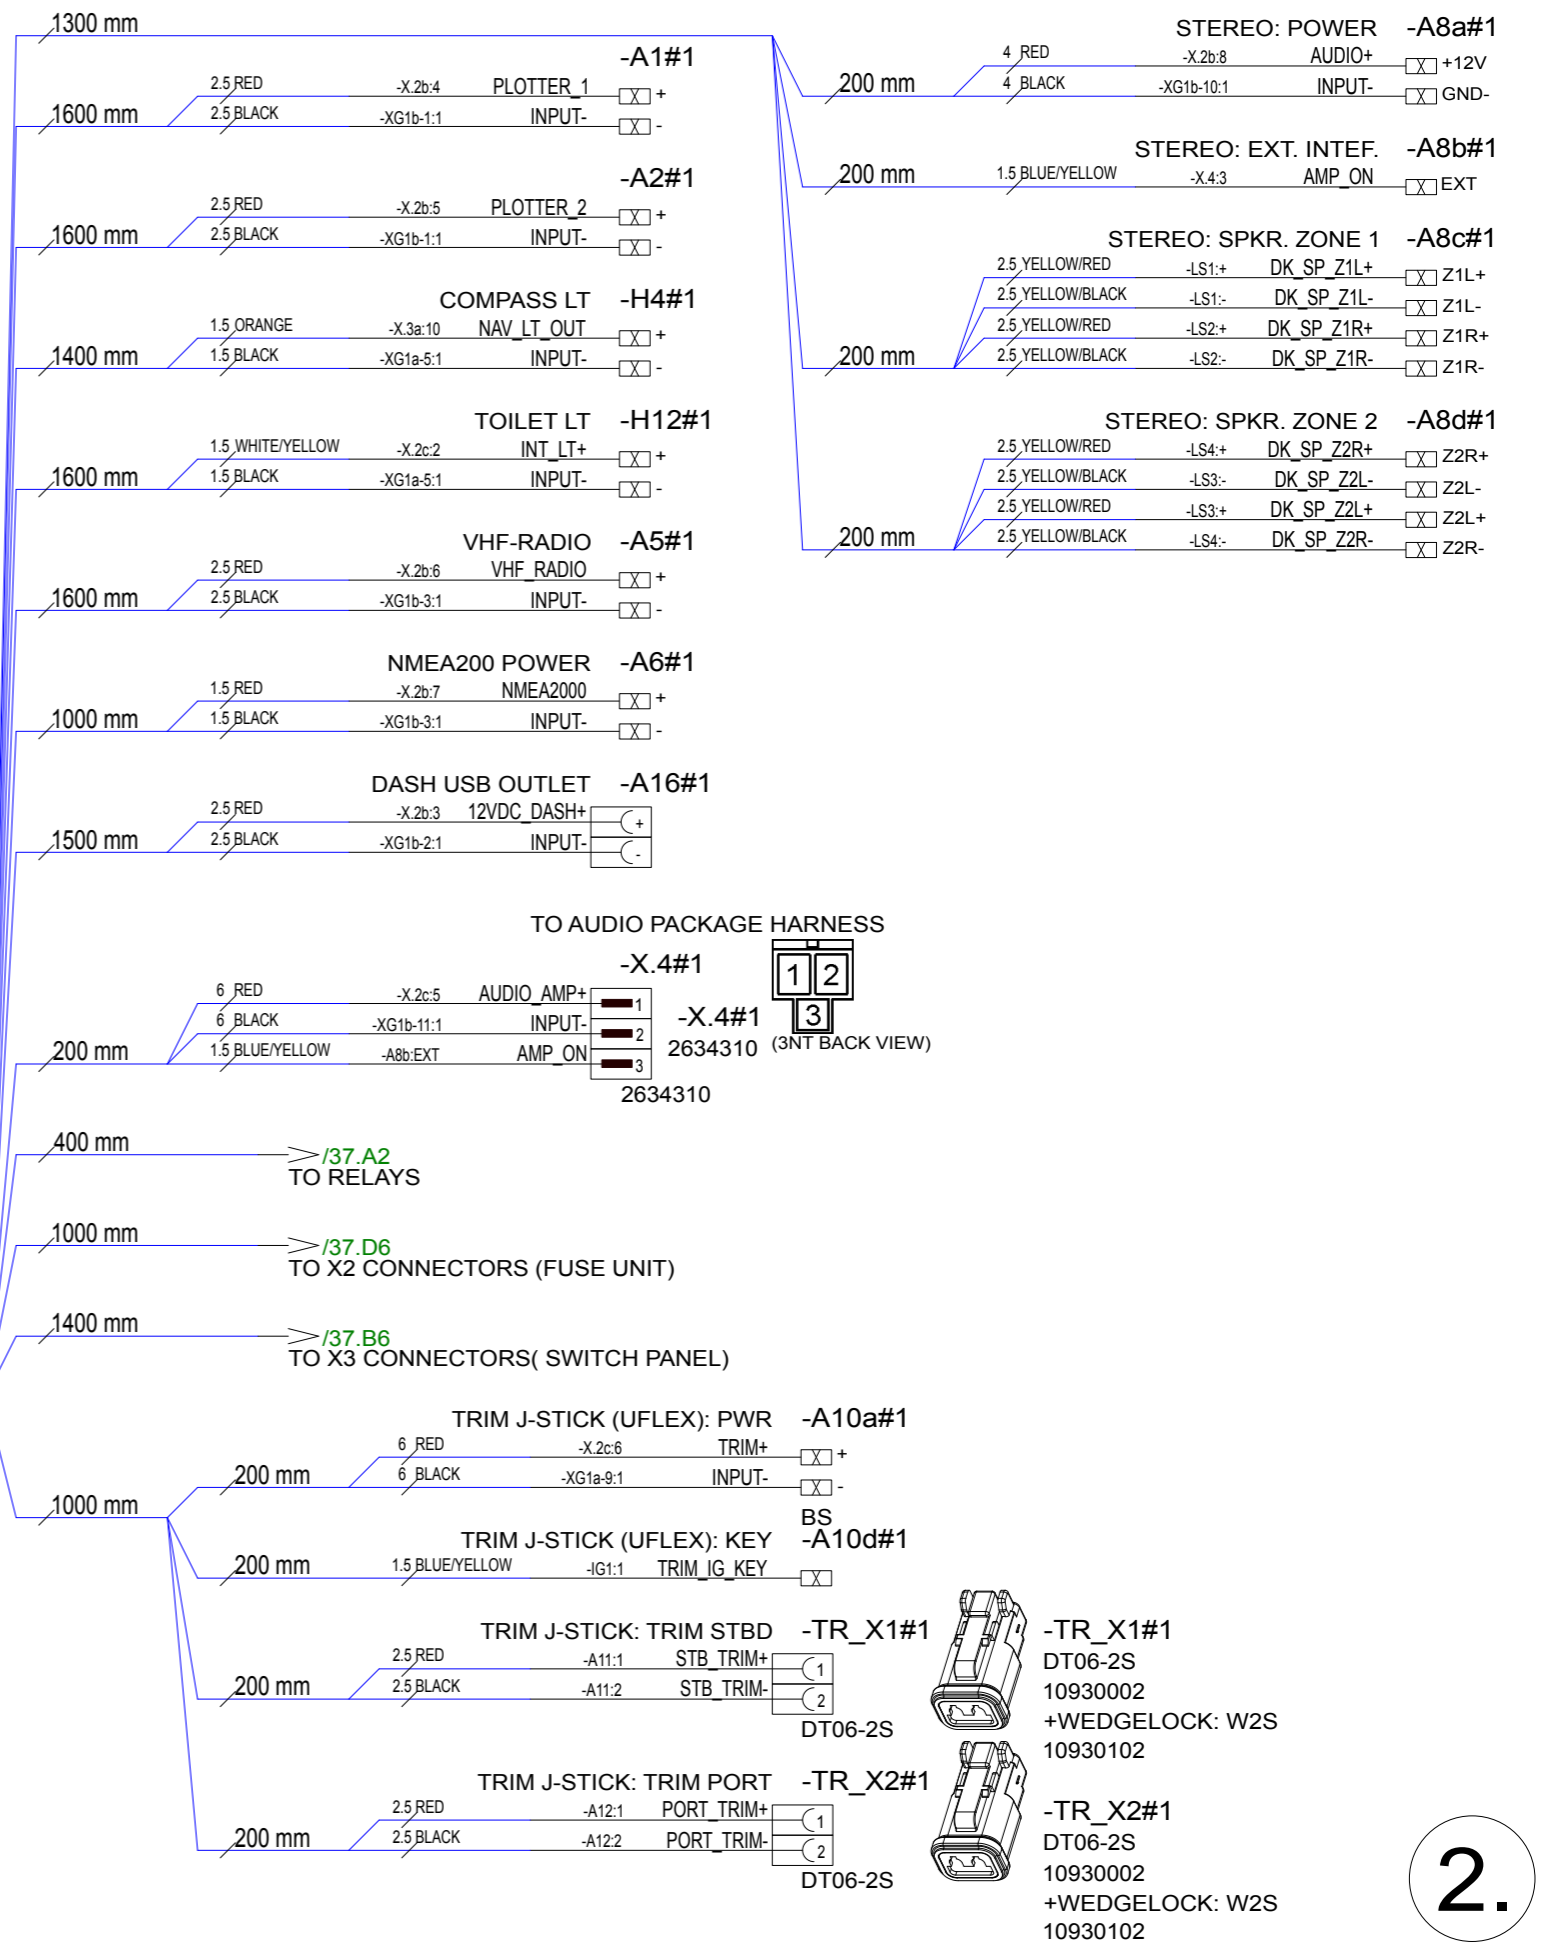 1300 mm
-A1#1
2.5 RED -X.2b:4 PLOTTER_1 X +
1600 mm 2.5 BLACK -XG1b-1:1 INPUT- X -
-A2#1
2.5 RED -X.2b:5 PLOTTER_2 X +
1600 mm 2.5 BLACK -XG1b-1:1 INPUT- X -
COMPASS LT -H4#1
1.5 ORANGE -X.3a:10 NAV_LT_OUT X +
1400 mm 1.5 BLACK -XG1a-5:1 INPUT- X -
TOILET LT -H12#1
1.5 WHITE/YELLOW -X.2c:2 INT_LT+ X +
1600 mm 1.5 BLACK -XG1a-5:1 INPUT- X -
VHF-RADIO -A5#1
2.5 RED -X.2b:6 VHF_RADIO X +
1600 mm 2.5 BLACK -XG1b-3:1 INPUT- X -
NMEA200 POWER -A6#1
1.5 RED -X.2b:7 NMEA2000 X +
1000 mm 1.5 BLACK -XG1b-3:1 INPUT- X -
DASH USB OUTLET -A16#1
2.5 RED -X.2b:3 12VDC_DASH+ +
1500 mm 2.5 BLACK -XG1b-2:1 INPUT- -
STEREO: POWER -A8a#1
4 RED -X.2b:8 AUDIO+ X +12V
200 mm 4 BLACK -XG1b-10:1 INPUT- X GND-
STEREO: EXT. INTEF. -A8b#1
200 mm 1.5 BLUE/YELLOW -X.4:3 AMP_ON X EXT
STEREO: SPKR. ZONE 1 -A8c#1
2.5 YELLOW/RED -LS1:+ DK_SP_Z1L+ X Z1L+
2.5 YELLOW/BLACK -LS1:- DK_SP_Z1L- X Z1L-
2.5 YELLOW/RED -LS2:+ DK_SP_Z1R+ X Z1R+
200 mm 2.5 YELLOW/BLACK -LS2:- DK_SP_Z1R- X Z1R-
STEREO: SPKR. ZONE 2 -A8d#1
2.5 YELLOW/RED -LS4:+ DK_SP_Z2R+ X Z2R+
2.5 YELLOW/BLACK -LS3:- DK_SP_Z2L- X Z2L-
2.5 YELLOW/RED -LS3:+ DK_SP_Z2L+ X Z2L+
200 mm 2.5 YELLOW/BLACK -LS4:- DK_SP_Z2R- X Z2R-
TO AUDIO PACKAGE HARNESS
-X.4#1 1 2
6 RED -X.2c:5 AUDIO_AMP+ 1
6 BLACK -XG1b-11:1 INPUT- 2 -X.4#1 3
200 mm 1.5 BLUE/YELLOW -A8b:EXT AMP_ON 3 2634310 (3NT BACK VIEW)
2634310
400 mm /37.A2
TO RELAYS
1000 mm /37.D6
TO X2 CONNECTORS (FUSE UNIT)
1400 mm /37.B6
TO X3 CONNECTORS( SWITCH PANEL)
TRIM J-STICK (UFLEX): PWR -A10a#1
6 RED -X.2c:6 TRIM+ X +
200 mm 6 BLACK -XG1a-9:1 INPUT- X -
1000 mm
BS
TRIM J-STICK (UFLEX): KEY -A10d#1
200 mm 1.5 BLUE/YELLOW -IG1:1 TRIM_IG_KEY X
TRIM J-STICK: TRIM STBD -TR_X1#1
2.5 RED -A11:1 STB_TRIM+ 1
200 mm 2.5 BLACK -A11:2 STB_TRIM- 2
DT06-2S
-TR_X1#1
DT06-2S
10930002
+WEDGELOCK: W2S
10930102
TRIM J-STICK: TRIM PORT -TR_X2#1
2.5 RED -A12:1 PORT_TRIM+ 1
200 mm 2.5 BLACK -A12:2 PORT_TRIM- 2
DT06-2S
-TR_X2#1
DT06-2S
10930002
+WEDGELOCK: W2S
10930102
2.